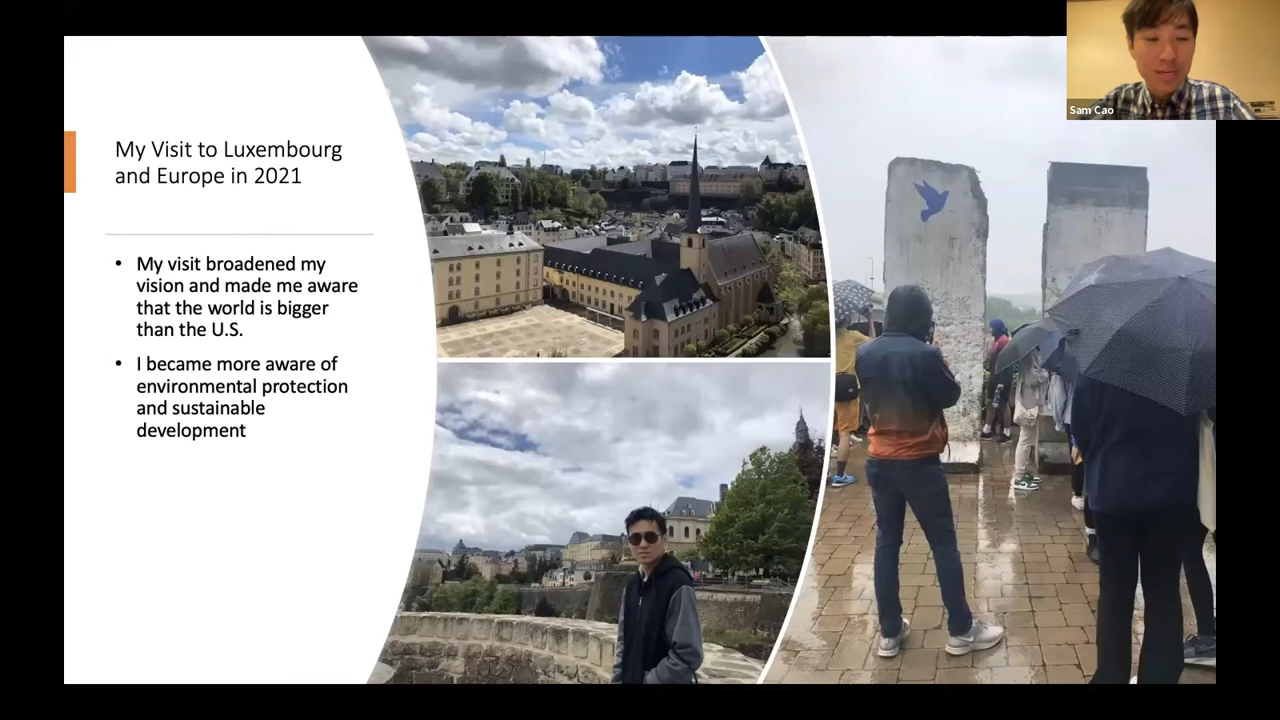 Sam Cao
My Visit to Luxembourg
and Europe in 2021
• My visit broadened my
vision and made me aware
that the world is bigger
than the U.S.
• I became more aware of
environmental protection
and sustainable
development